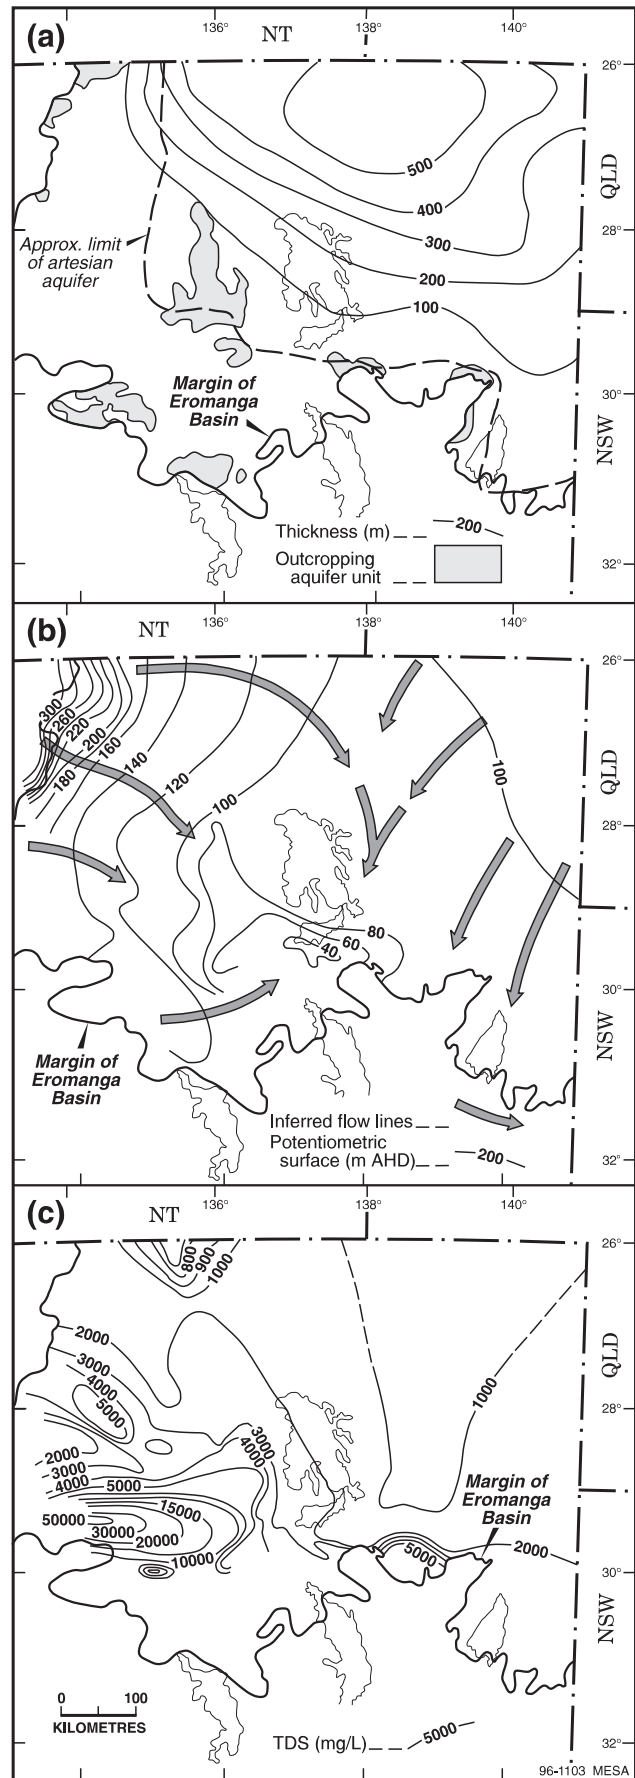 (a)
136°
NT
138°
140°
26°
500
QLD
400
28°
Approx. limit
of artesian
aquifer
300
200
100
Margin of
Eromanga
Basin
30°
NSW
Thickness (m)
200
Outcropping
aquifer unit
32°
(b)
NT
136°
138°
140°
26°
300
260
220
200
160
180
140
120
100
100
QLD
28°
80
60
40
30°
Margin of
Eromanga
Basin
NSW
Inferred flow lines
Potentiometric
surface (m AHD)
200
32°
(c)
NT
136°
138°
140°
26°
800
900
1000
2000
3000
4000
5000
QLD
1000
28°
3000
4000
2000
3000
4000
5000
15000
50000
30000
20000
10000
Margin of
Eromanga
Basin
5000
2000
30°
NSW
0 100
KILOMETRES
TDS (mg/L)
5000
32°
96-1103 MESA